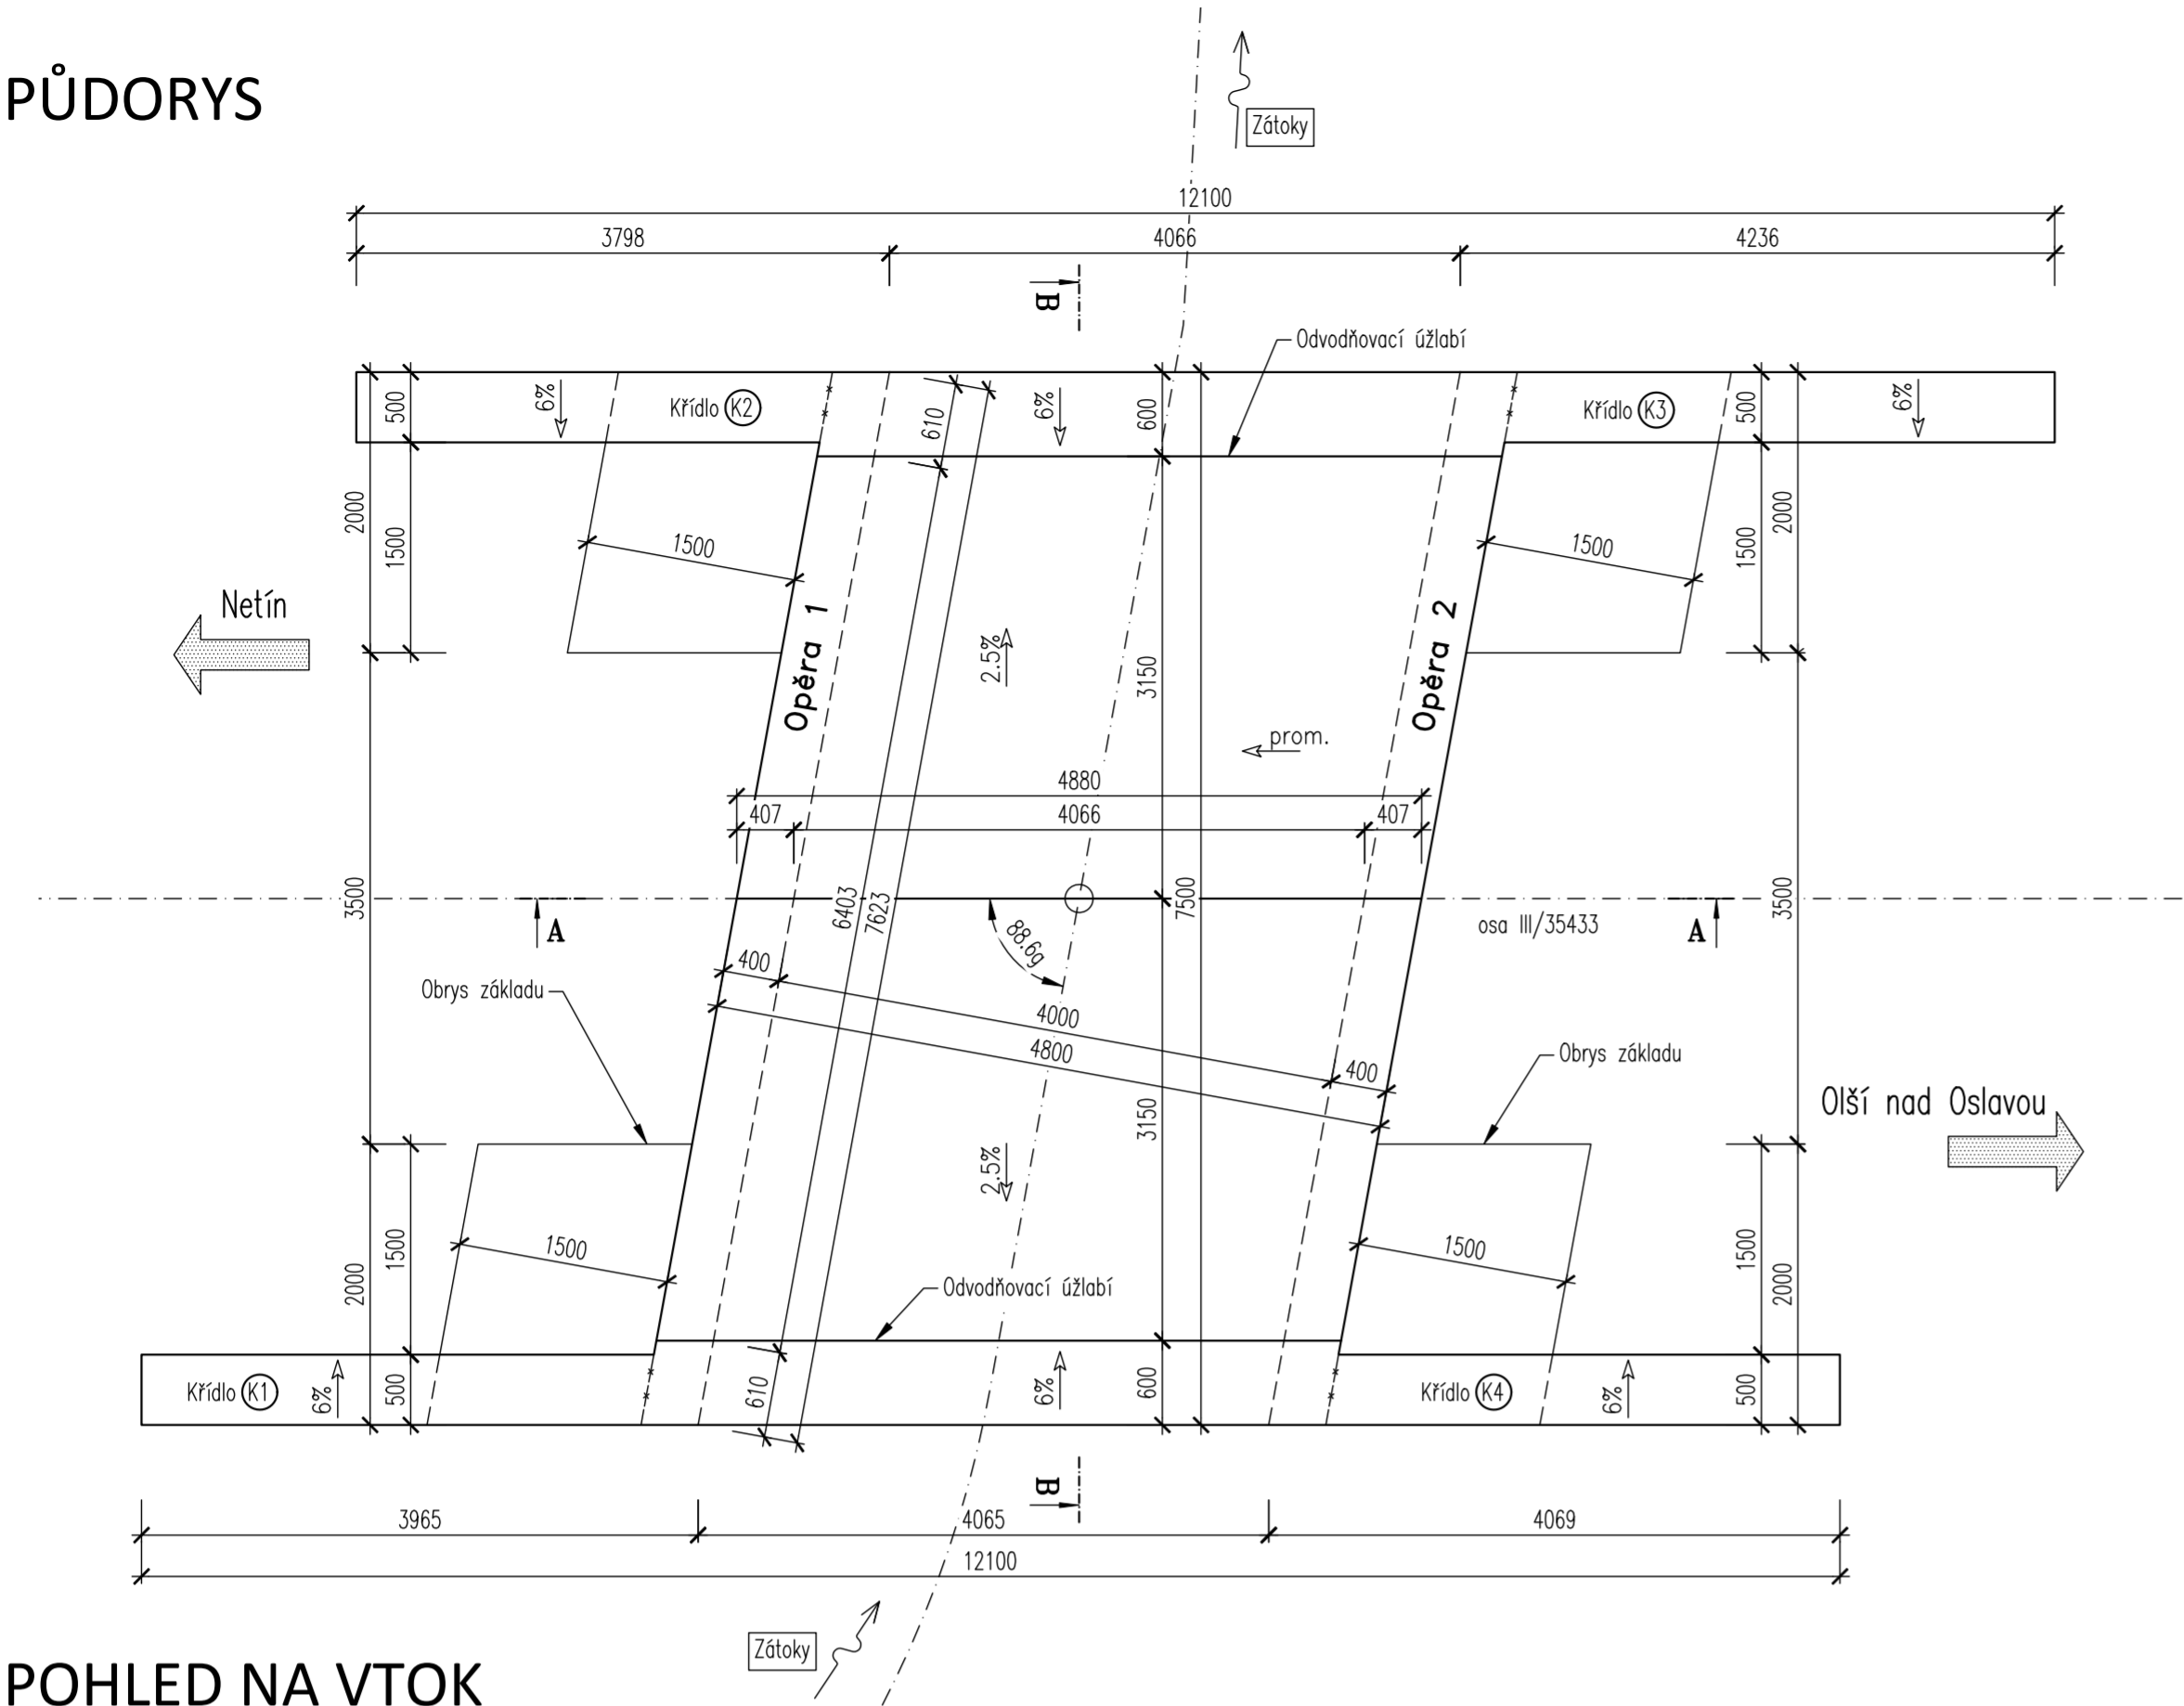 PŮDORYS
Zátoky
12100
3798
4066
4236
B
Odvodňovací úžlabí
500
6%
Křídlo K2
610
6%
600
Křídlo K3
500
6%
2000
1500
1500
1500
1500
2000
Netín
Opěra 1
2.5%
3150
Opěra 2
prom.
4880
407
4066
407
3500
6403
7623
7500
3500
A
88.6g
osa III/35433
A
400
Obrys základu
4000
4800
400
Obrys základu
Olší nad Oslavou
3150
2.5%
1500
2000
1500
1500
1500
2000
Odvodňovací úžlabí
Křídlo K1
6%
500
610
6%
600
Křídlo K4
6%
500
B
3965
4065
4069
12100
Zátoky
POHLED NA VTOK